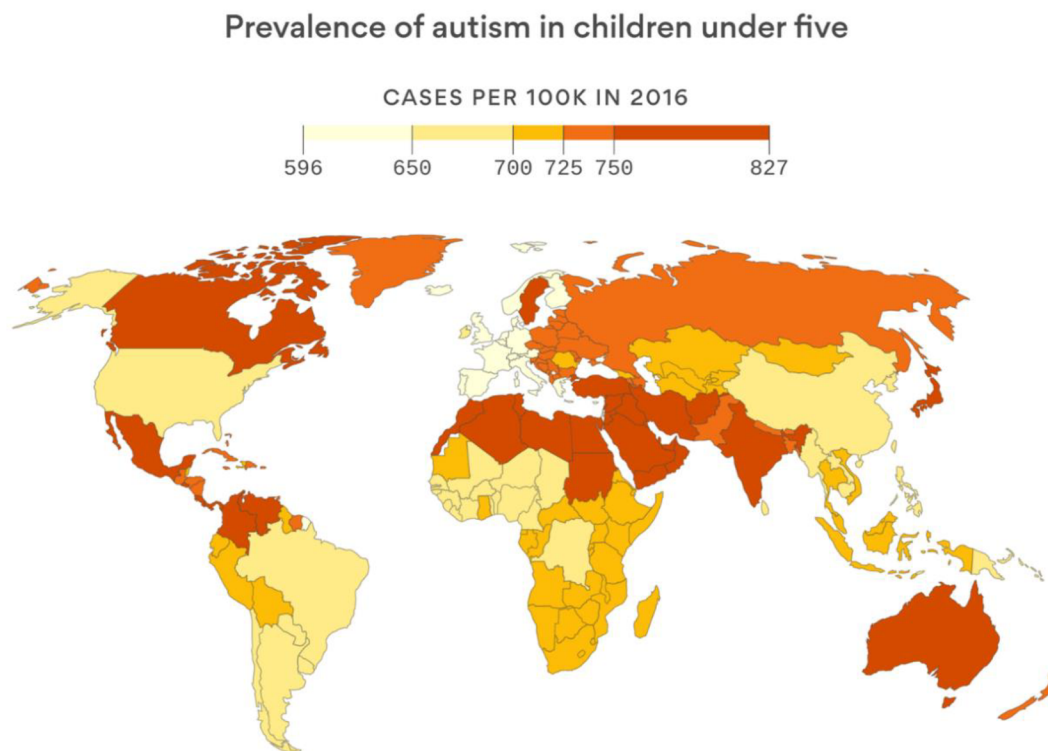 Prevalence of autism in children under five
CASES PER 100K IN 2016
596 650 700 725 750 827